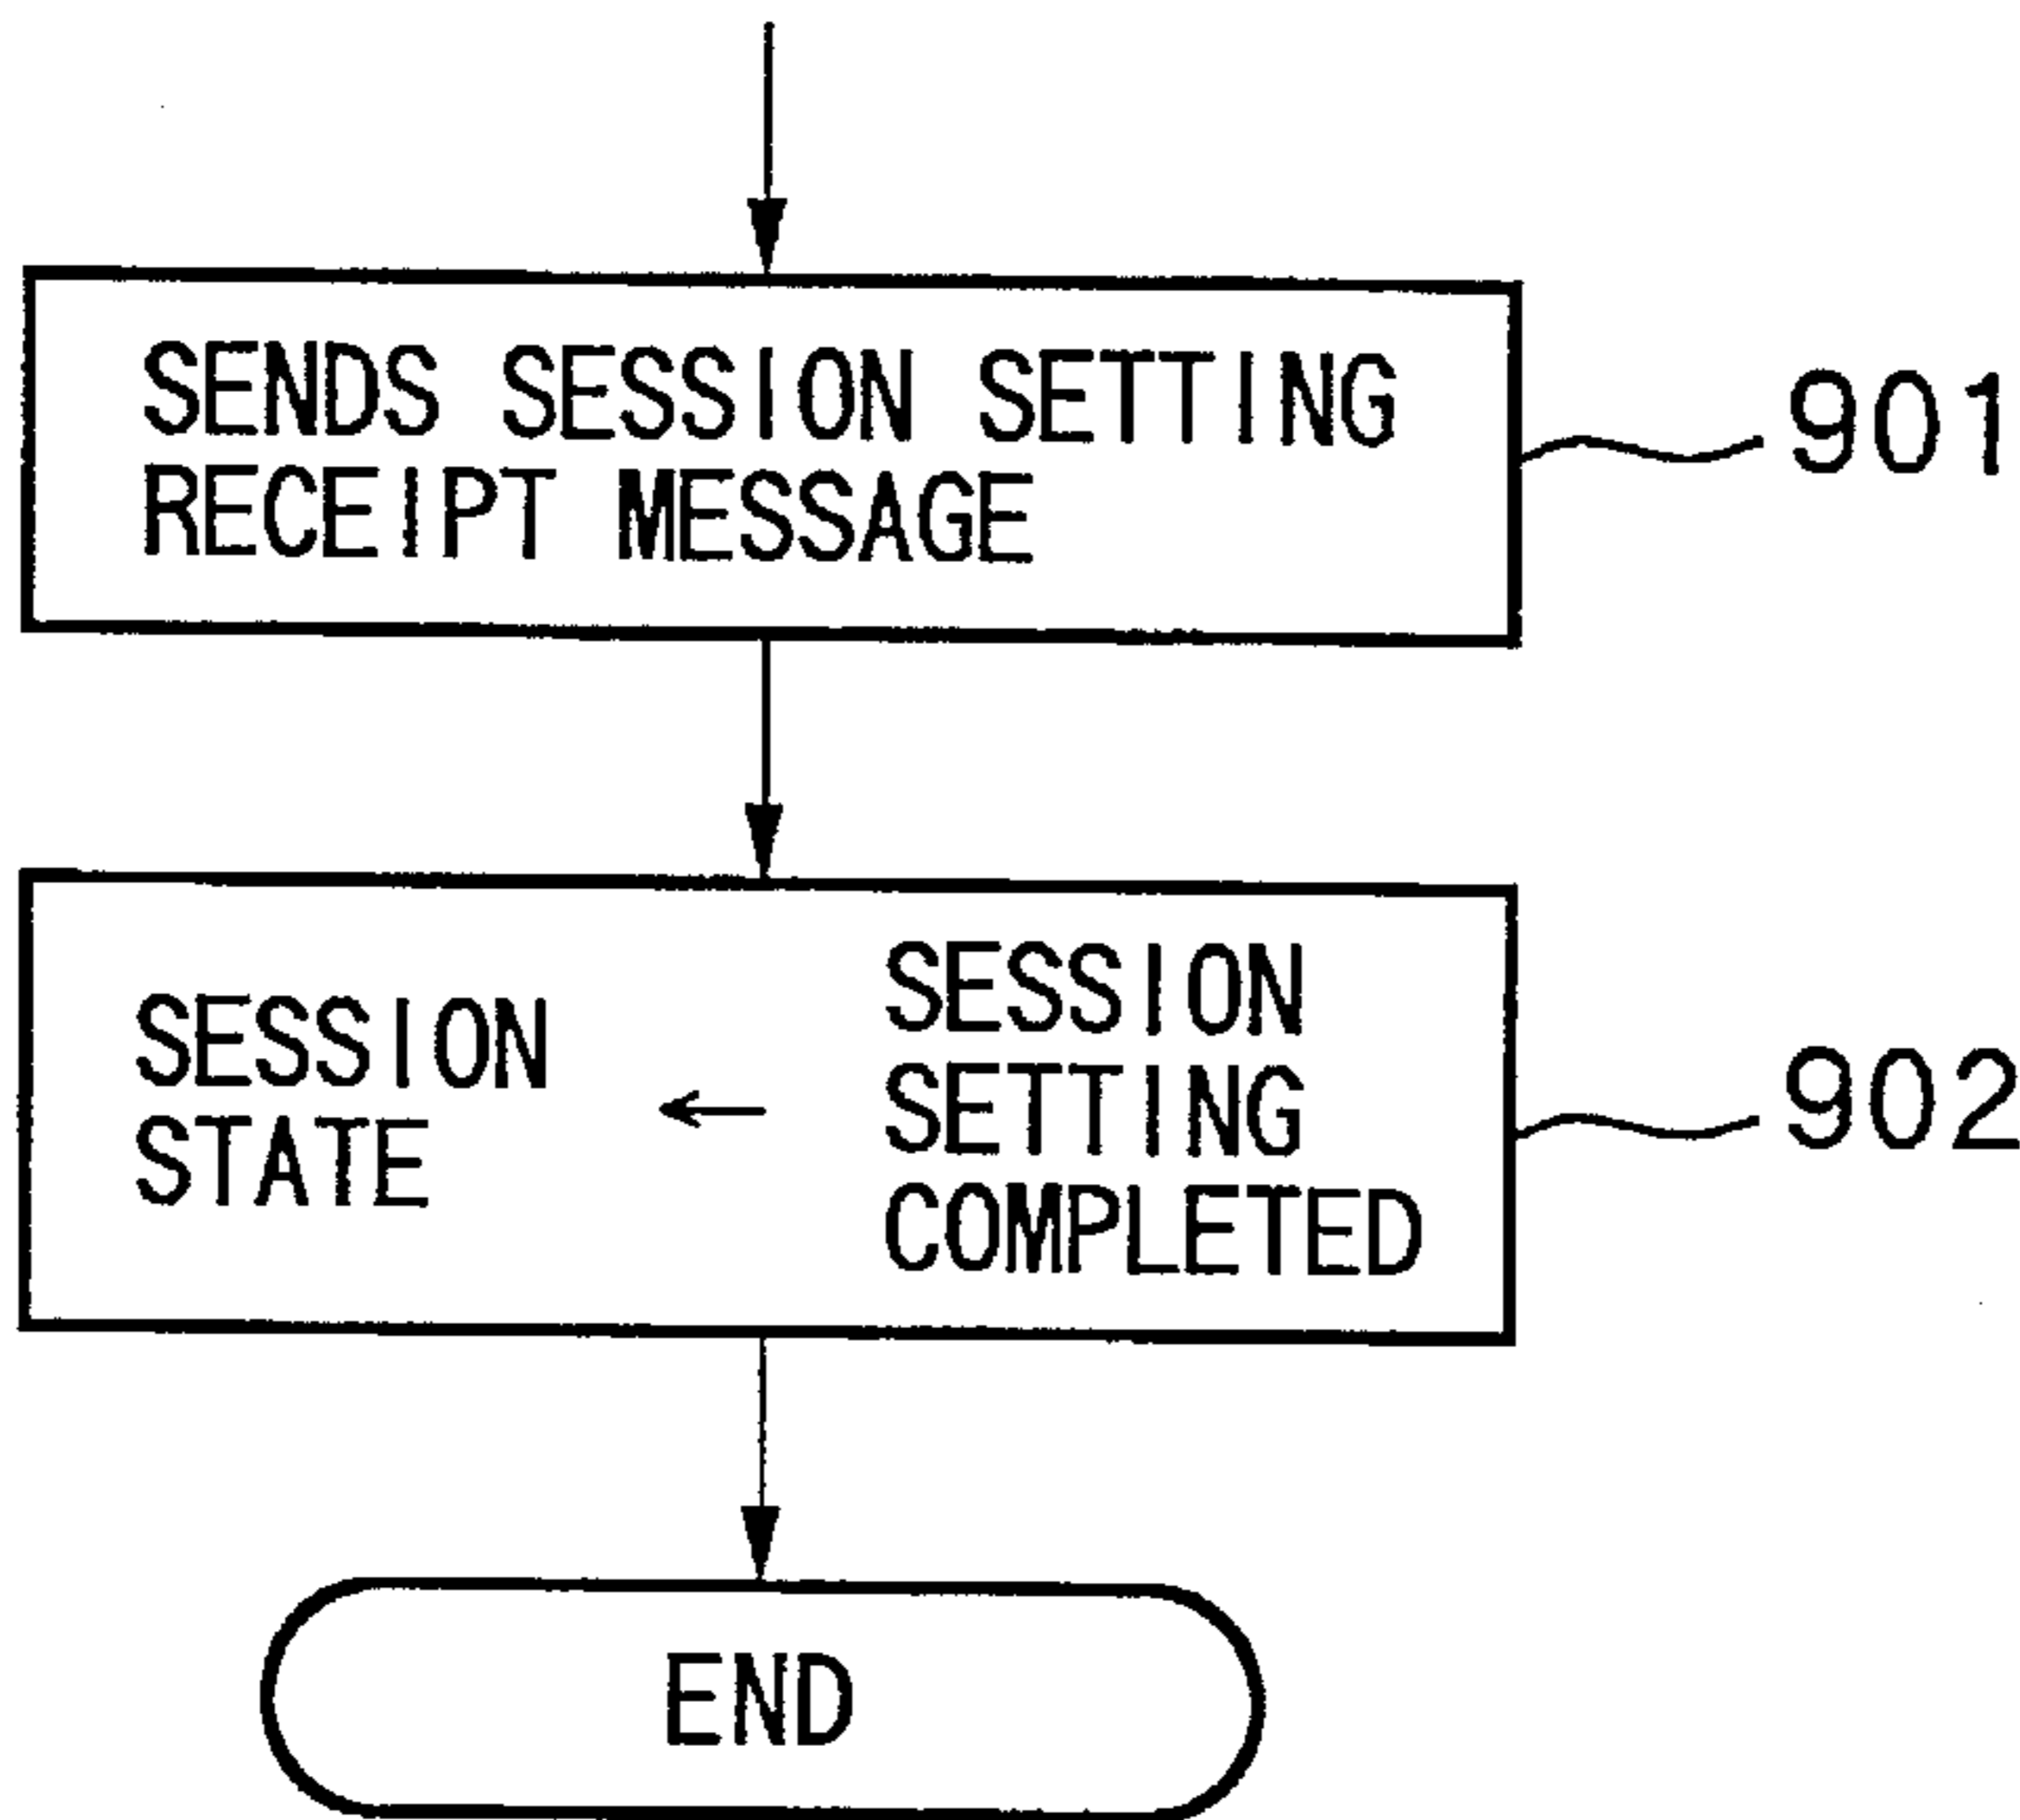 SENDS SESSION SETTING
RECEIPT MESSAGE
901
SESSION
STATE
←
SESSION
SETTING
COMPLETED
902
END